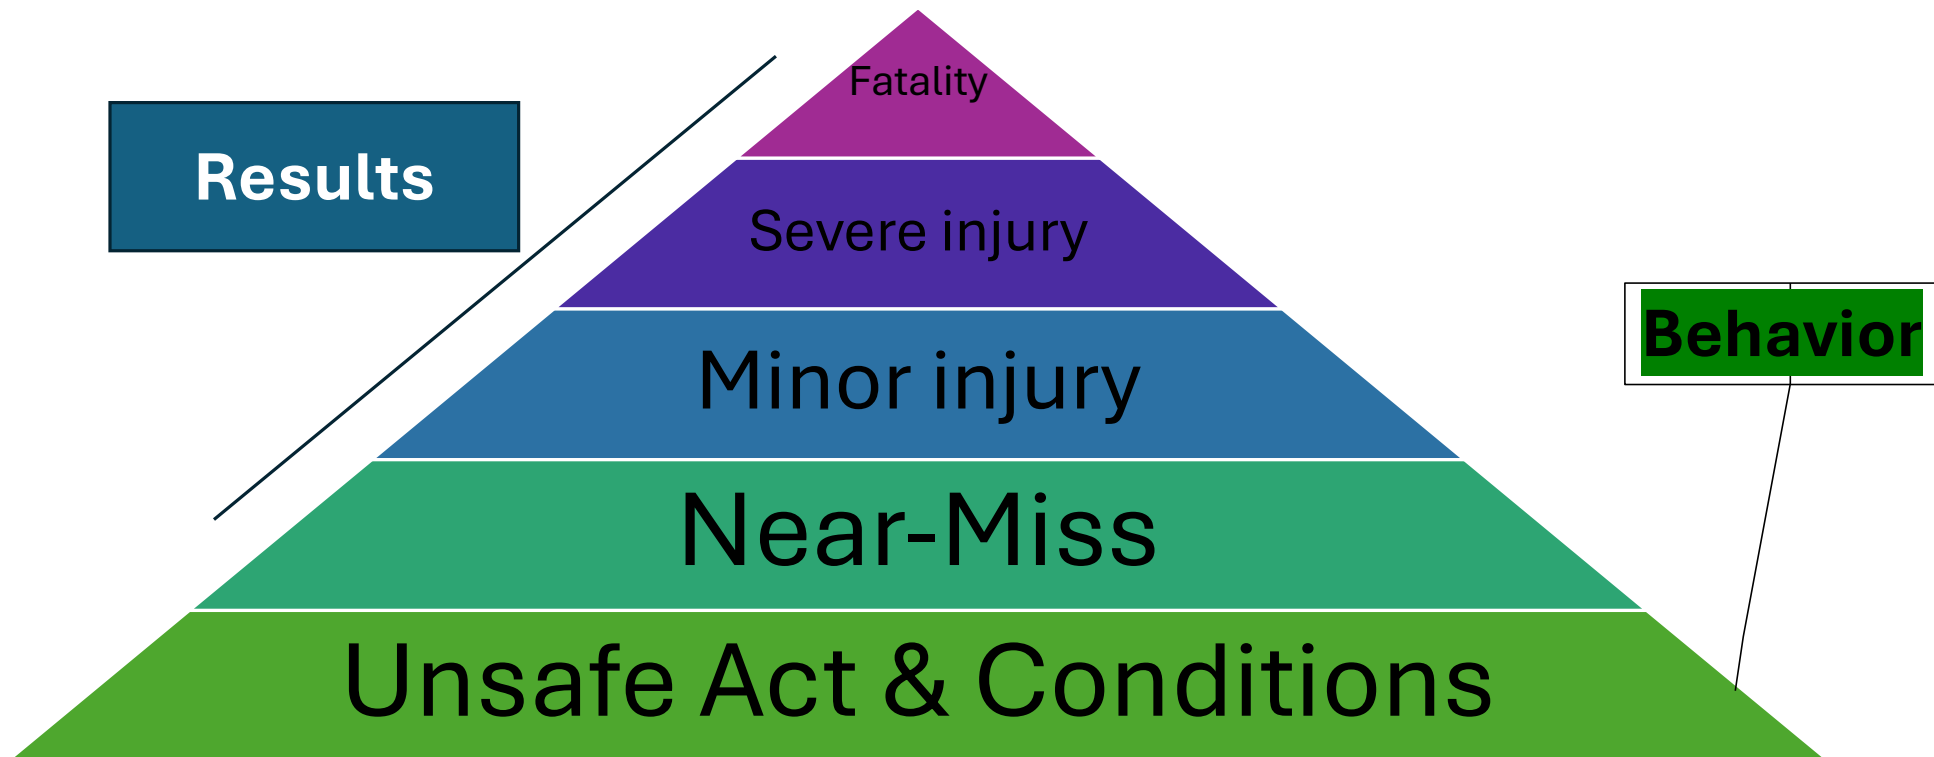 Fatality
Results
Severe injury
Behavior
Minor injury
Near-Miss
Unsafe Act & Conditions